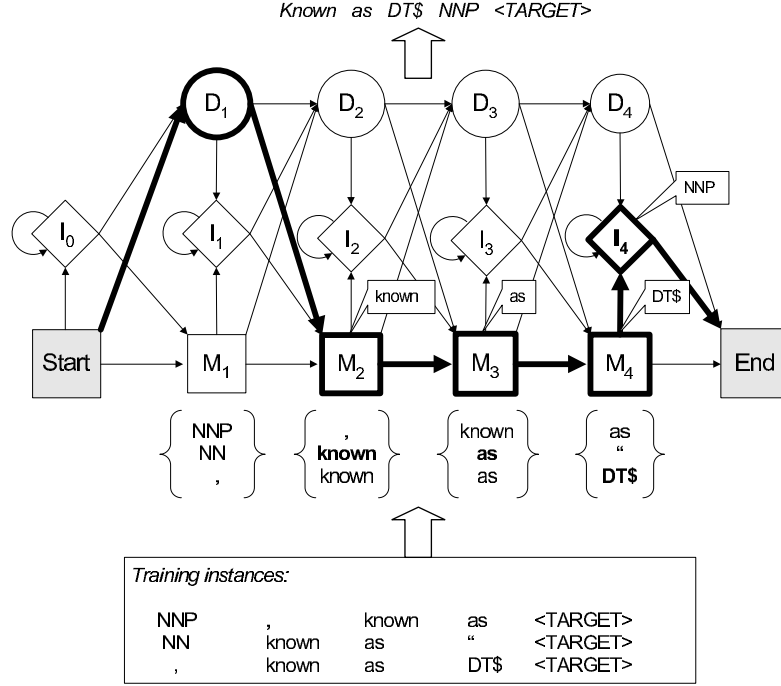 Known as DT$ NNP <TARGET>
D1 D2 D3 D4
NNP
I0 I1 I2 I3 I4
known as DT$
Start M1 M2 M3 M4 End
NNP , known as
NN known as “
, known as DT$
Training instances:
NNP , known as <TARGET>
NN known as “ <TARGET>
, known as DT$ <TARGET>